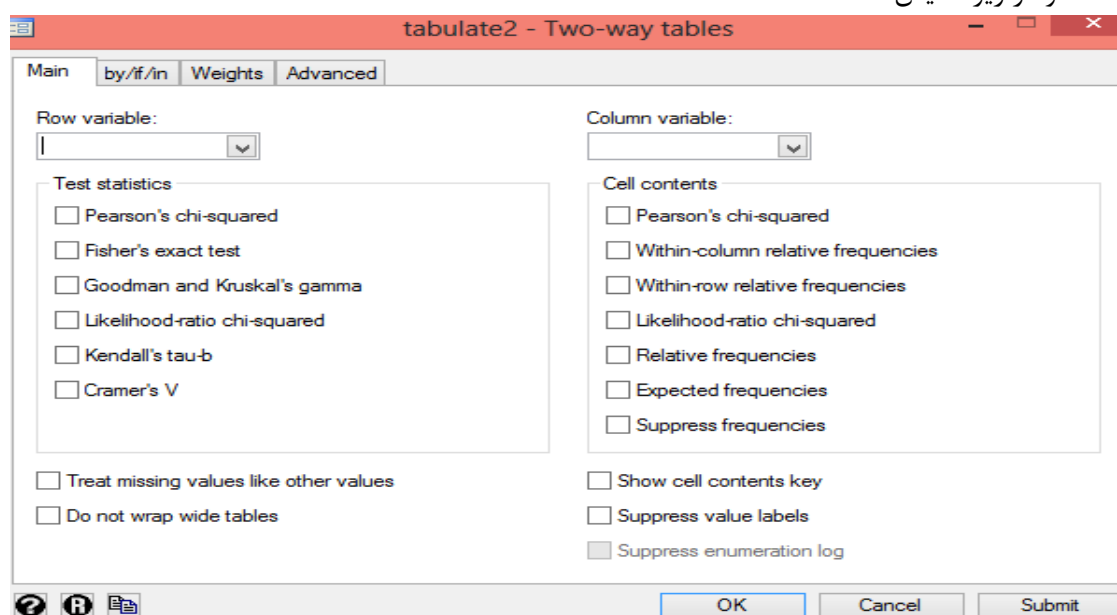 tabulate2 - Two-way tables
Main by/if/in Weights Advanced
Row variable:
Column variable:
Test statistics
Pearson's chi-squared
Fisher's exact test
Goodman and Kruskal's gamma
Likelihood-ratio chi-squared
Kendall's tau-b
Cramer's V
Cell contents
Pearson's chi-squared
Within-column relative frequencies
Within-row relative frequencies
Likelihood-ratio chi-squared
Relative frequencies
Expected frequencies
Suppress frequencies
Treat missing values like other values
Do not wrap wide tables
Show cell contents key
Suppress value labels
Suppress enumeration log
OK Cancel Submit